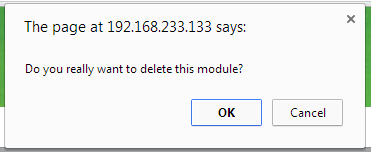 The page at 192.168.233.133 says:
Do you really want to delete this module?
OK Cancel